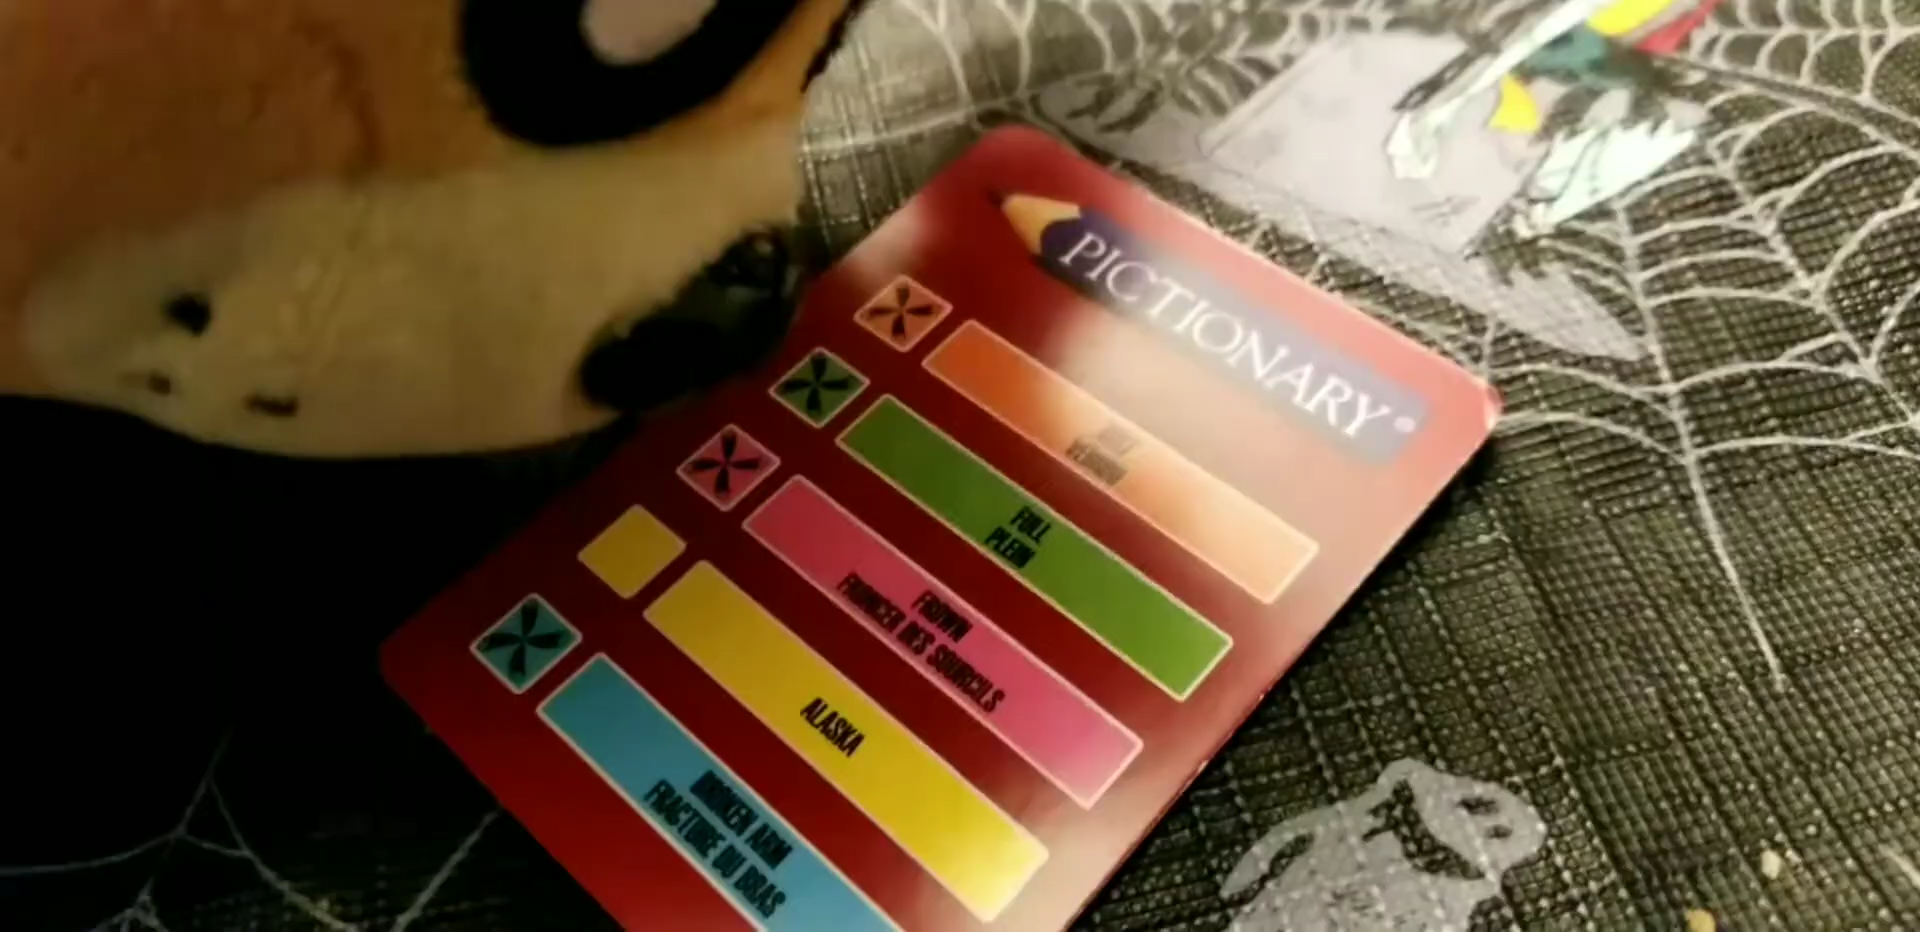 PICTIONARY®
FULL
PLEIN
FROWN
FRONCER DES SOURCILS
ALASKA
BROKEN ARM
FRACTURE DU BRAS